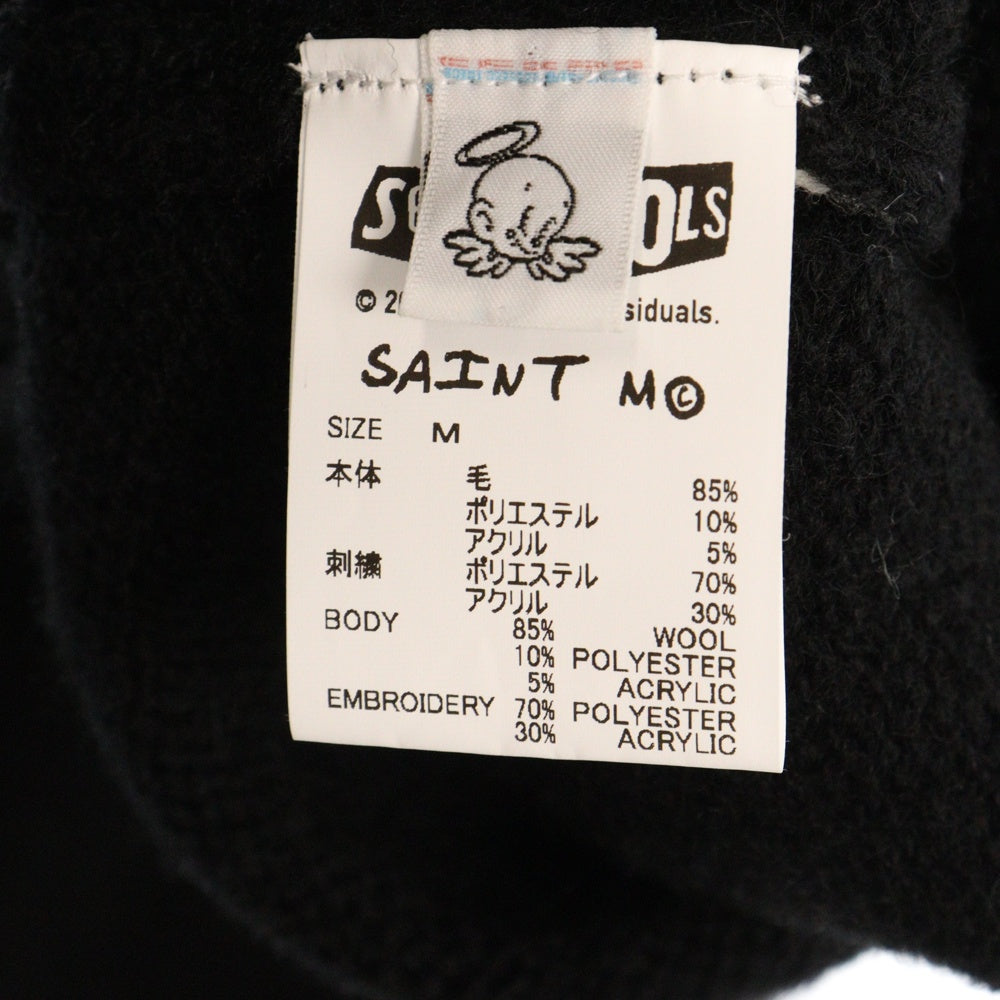 OLS
© 20 siduals.
SAINT M©
SIZE M
本体 毛 85%
ポリエステル 10%
アクリル 5%
刺繍 ポリエステル 70%
アクリル 30%
BODY 85% WOOL
10% POLYESTER
5% ACRYLIC
EMBROIDERY 70% POLYESTER
30% ACRYLIC